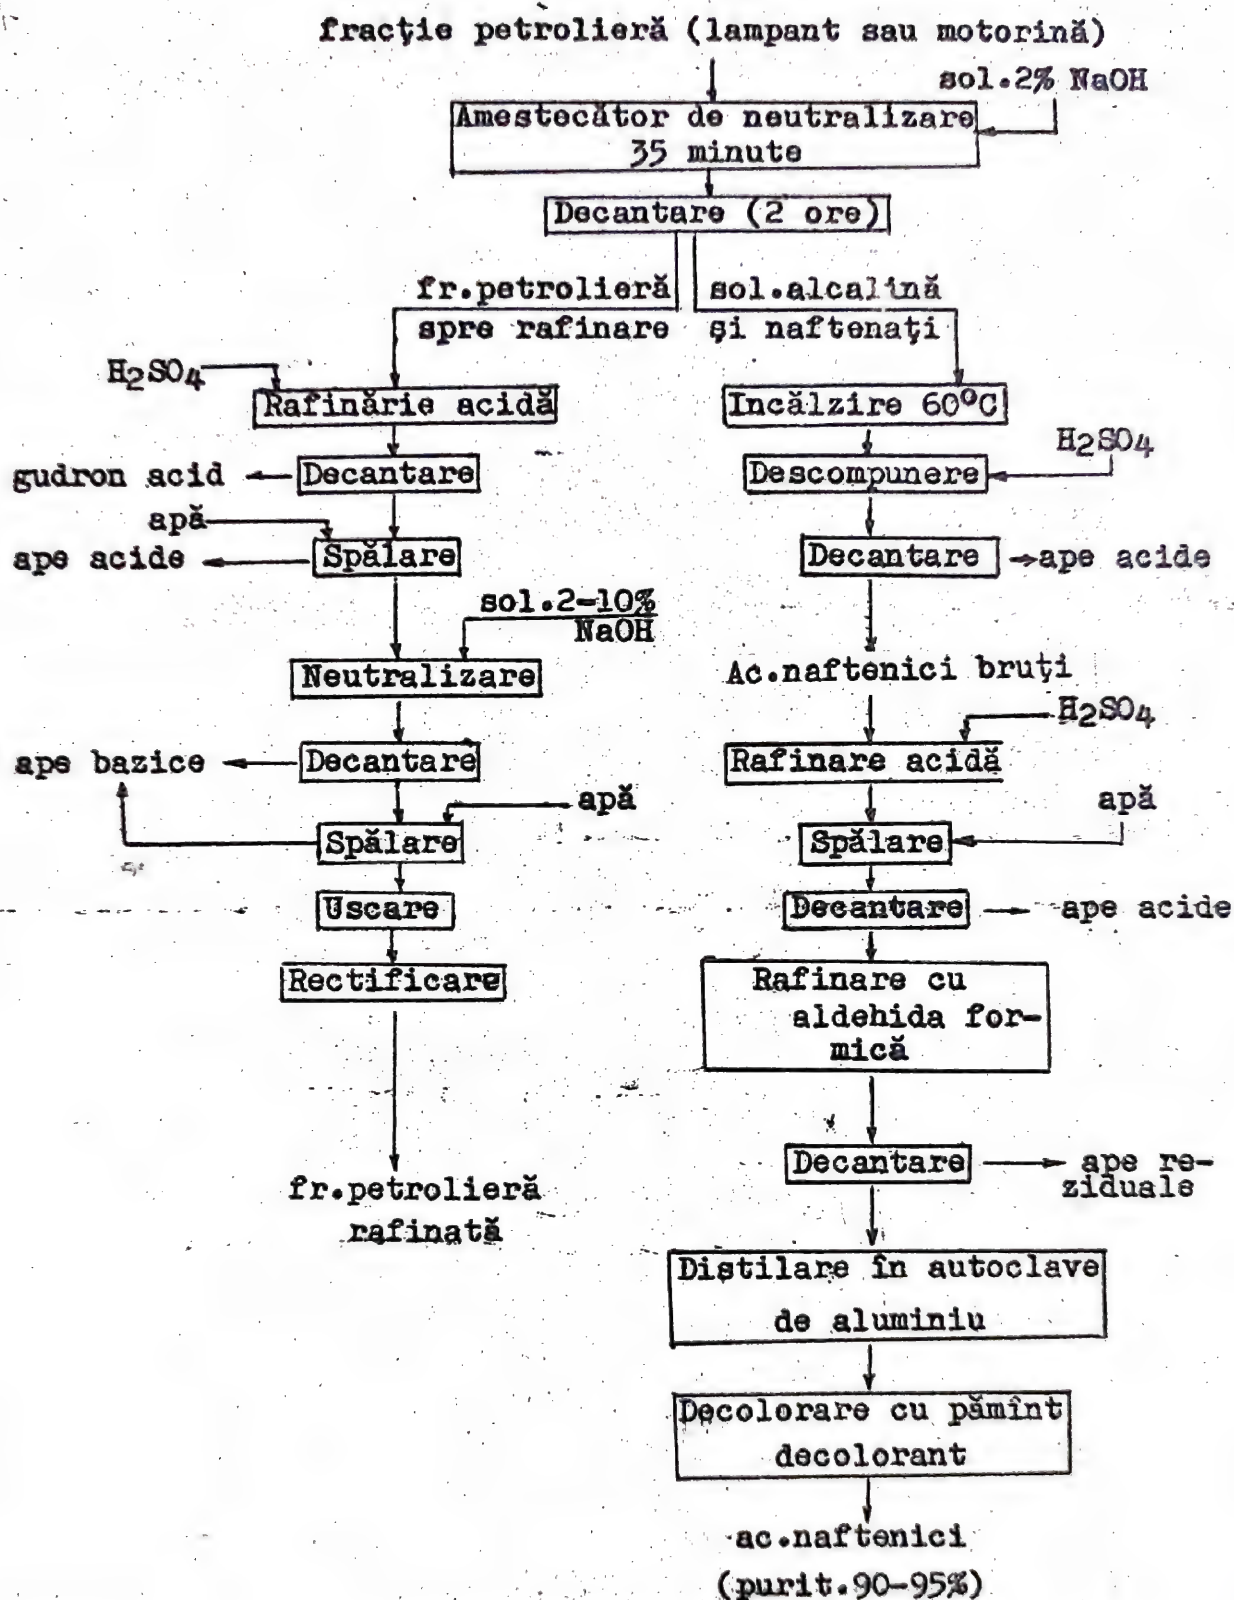 fracţie petrolieră (lampant sau motorină)
sol.2% NaOH
Amestecător de neutralizare
35 minute
Decantare (2 ore)
fr.petrolieră
spre rafinare
sol.alcalină
şi naftenaţi
H2SO4
Rafinărie acidă
Incălzire 60°C
H2SO4
gudron acid
Decantare
Descompunere
apă
ape acide
Spălare
Decantare
ape acide
sol.2-10%
NaOH
Neutralizare
Ac.naftenici bruţi
H2SO4
ape bazice
Decantare
Rafinare acidă
apă
apă
Spălare
Spălare
Uscare
Decantare
ape acide
Rectificare
Rafinare cu
aldehida for-
mică
Decantare
ape re-
ziduale
fr.petrolieră
rafinată
Distilare în autoclave
de aluminiu
Decolorare cu pămînt
decolorant
ac.naftenici
(purit.90-95%)